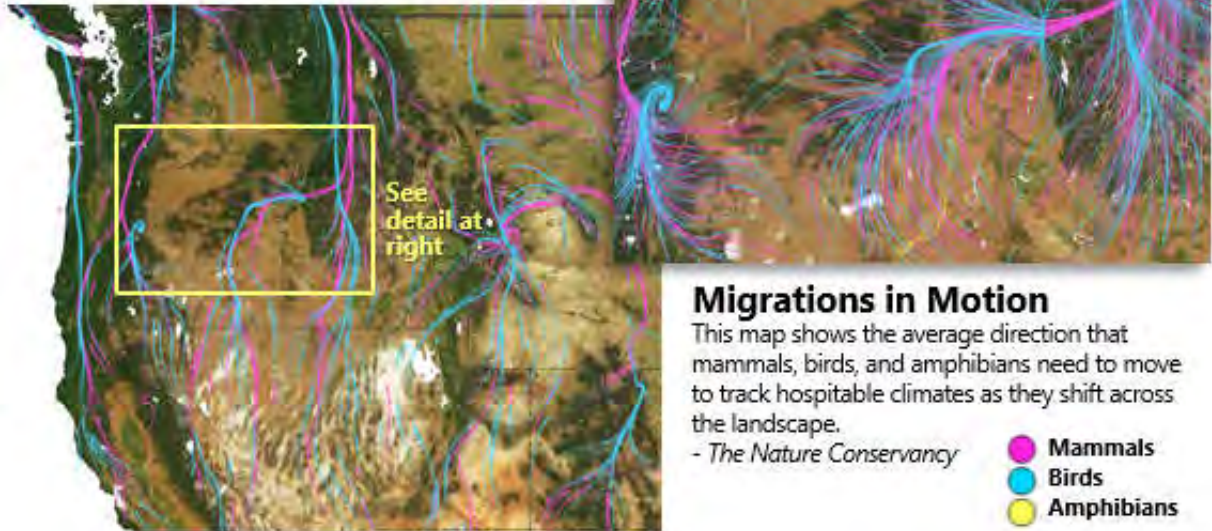 See
detail at
right
Migrations in Motion
This map shows the average direction that
mammals, birds, and amphibians need to move
to track hospitable climates as they shift across
the landscape.
- The Nature Conservancy
Mammals
Birds
Amphibians